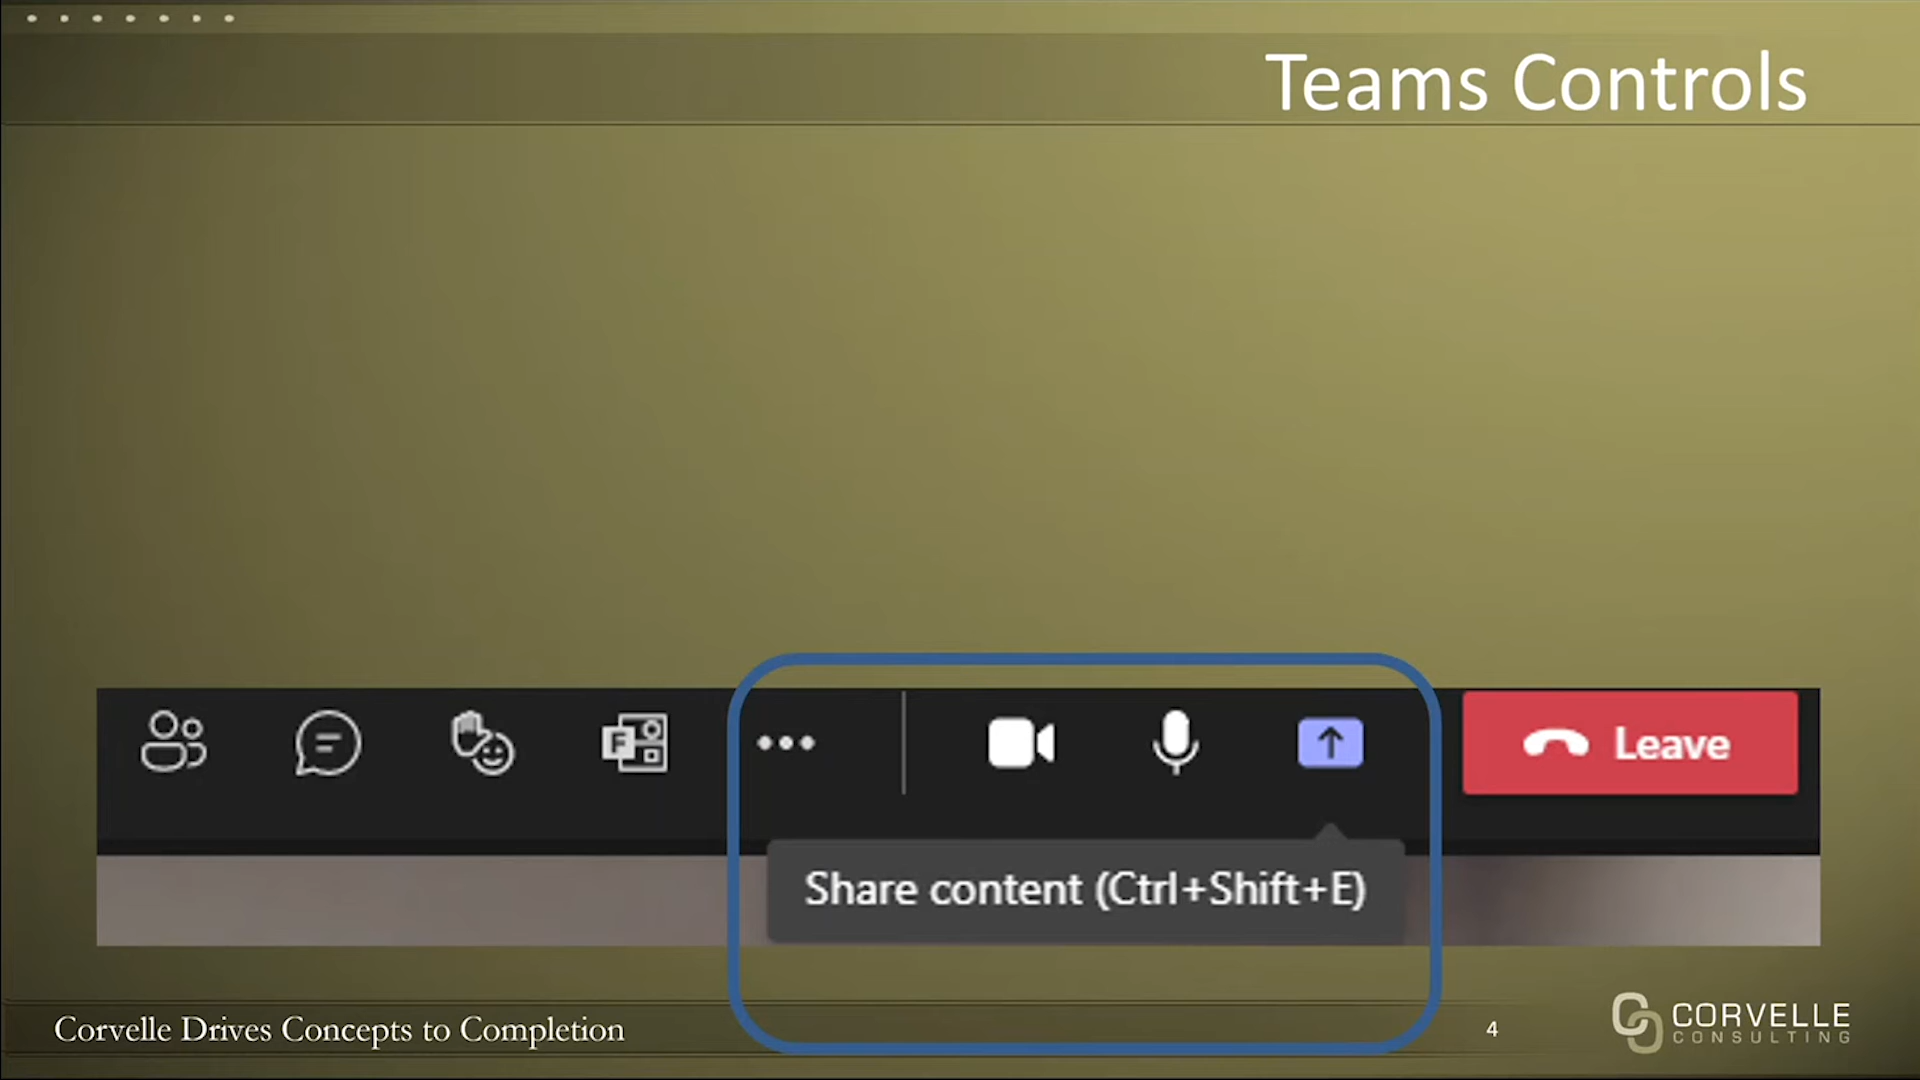 Teams Controls
F
Leave
Share content (Ctrl+Shift+E)
Corvelle Drives Concepts to Completion
4
CORVELLE
CONSULTING